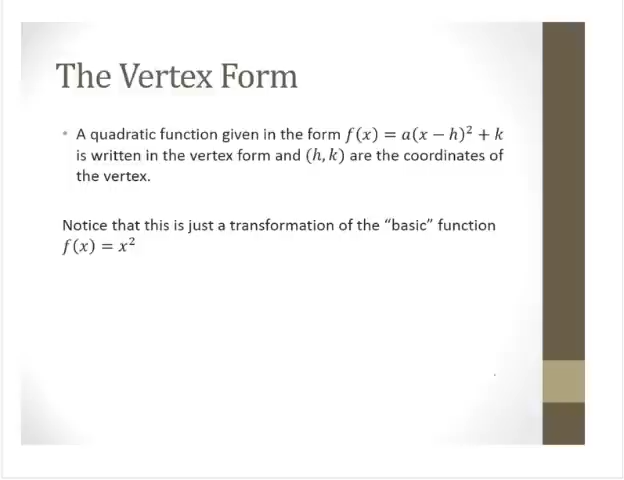 The Vertex Form
• A quadratic function given in the form f(x) = a(x − h)² + k
is written in the vertex form and (h, k) are the coordinates of
the vertex.
Notice that this is just a transformation of the “basic” function
f(x) = x²